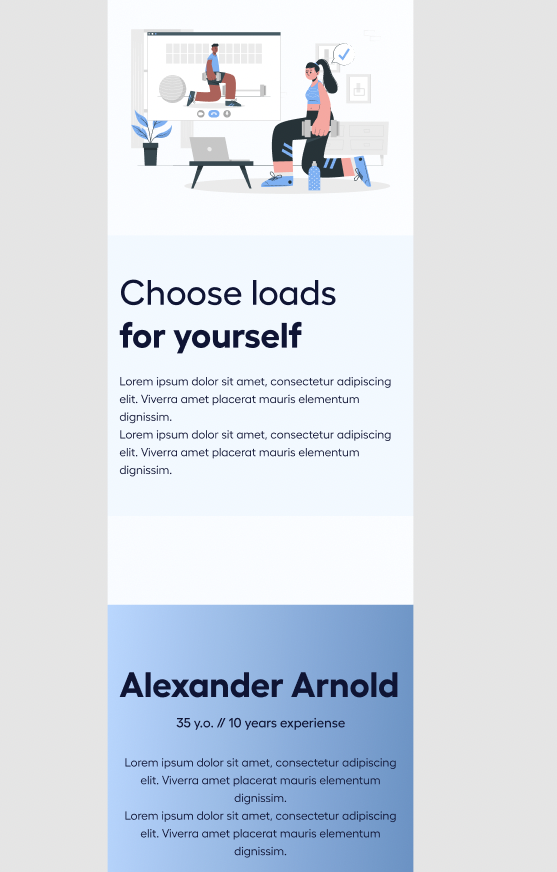 Choose loads
for yourself
Lorem ipsum dolor sit amet, consectetur adipiscing
elit. Viverra amet placerat mauris elementum
dignissim.
Lorem ipsum dolor sit amet, consectetur adipiscing
elit. Viverra amet placerat mauris elementum
dignissim.
Alexander Arnold
35 y.o. // 10 years experiense
Lorem ipsum dolor sit amet, consectetur adipiscing
elit. Viverra amet placerat mauris elementum
dignissim.
Lorem ipsum dolor sit amet, consectetur adipiscing
elit. Viverra amet placerat mauris elementum
dignissim.